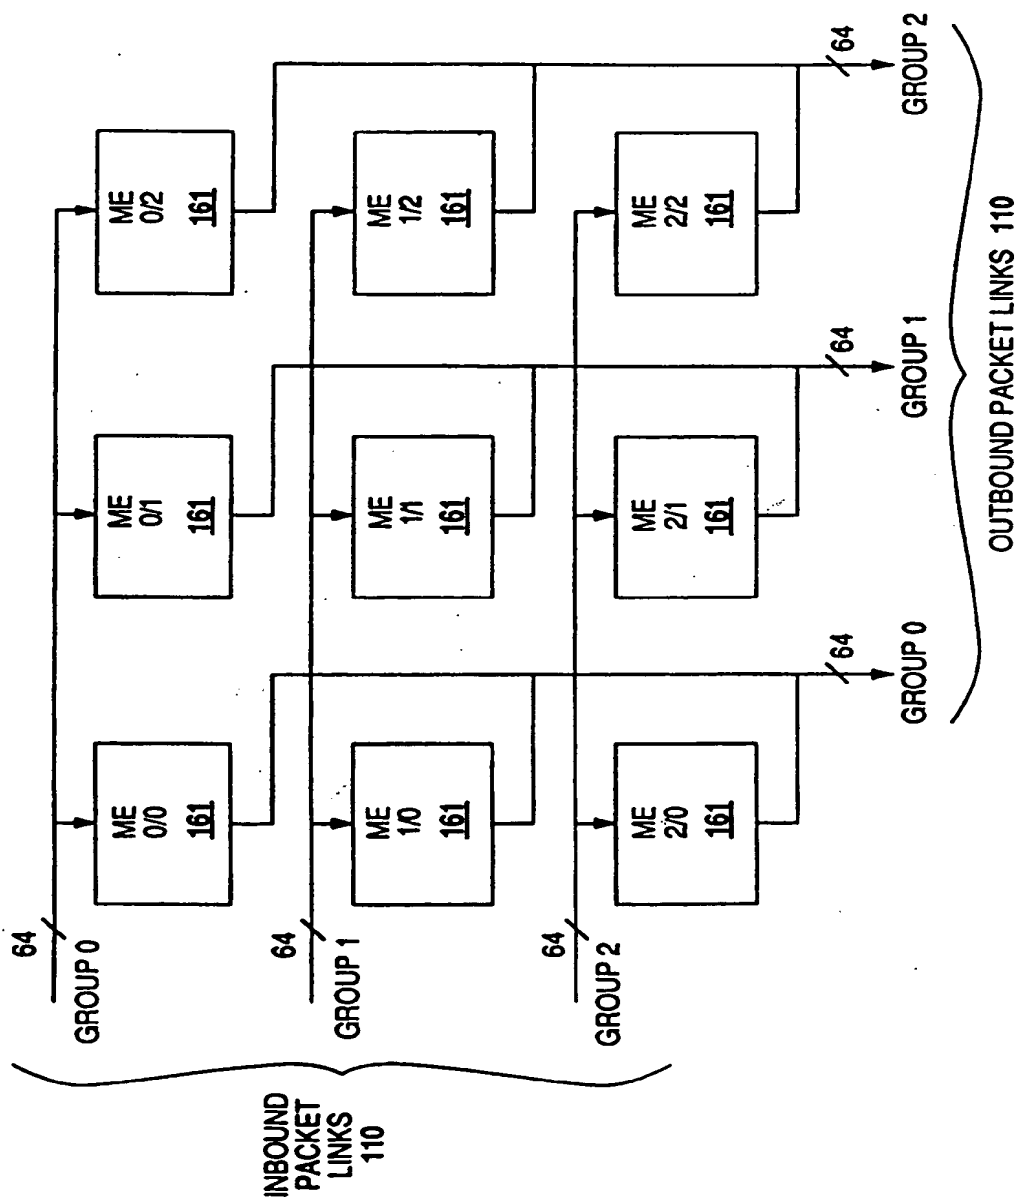 INBOUND
PACKET
LINKS
110
64
GROUP 0
ME
0/0
161
ME
0/1
161
ME
0/2
161
64
GROUP 1
ME
1/0
161
ME
1/1
161
ME
1/2
161
64
GROUP 2
ME
2/0
161
ME
2/1
161
ME
2/2
161
64
GROUP 0
64
GROUP 1
64
GROUP 2
OUTBOUND PACKET LINKS 110